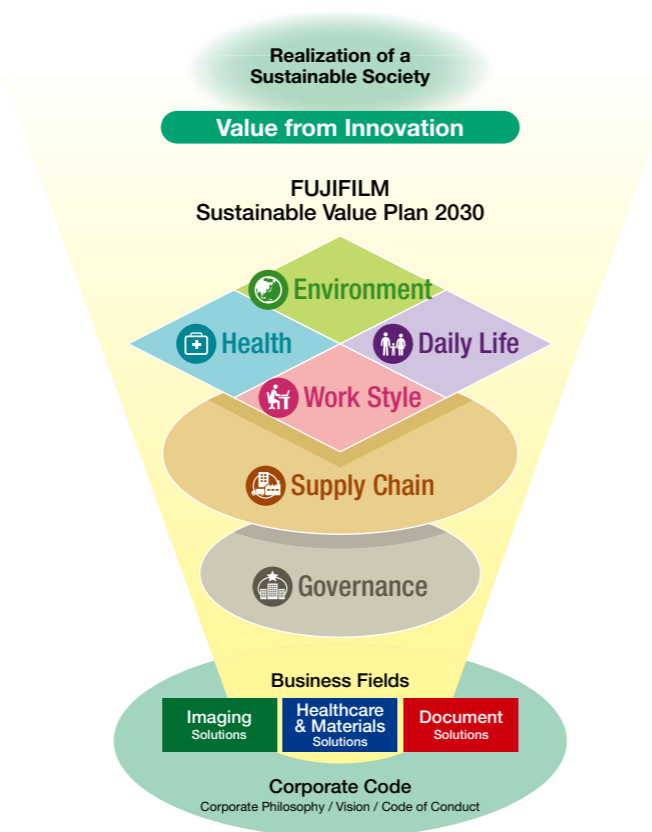 Realization of a
Sustainable Society
Value from Innovation
FUJIFILM
Sustainable Value Plan 2030
Environment
Health
Daily Life
Work Style
Supply Chain
Governance
Business Fields
Imaging
Solutions
Healthcare
& Materials
Solutions
Document
Solutions
Corporate Code
Corporate Philosophy / Vision / Code of Conduct